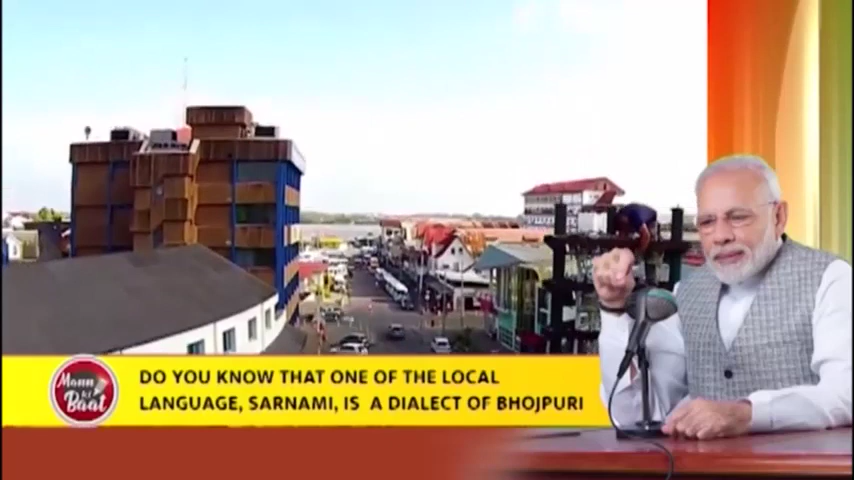 Mann
Ki
Baat
DO YOU KNOW THAT ONE OF THE LOCAL
LANGUAGE, SARNAMI, IS A DIALECT OF BHOJPURI